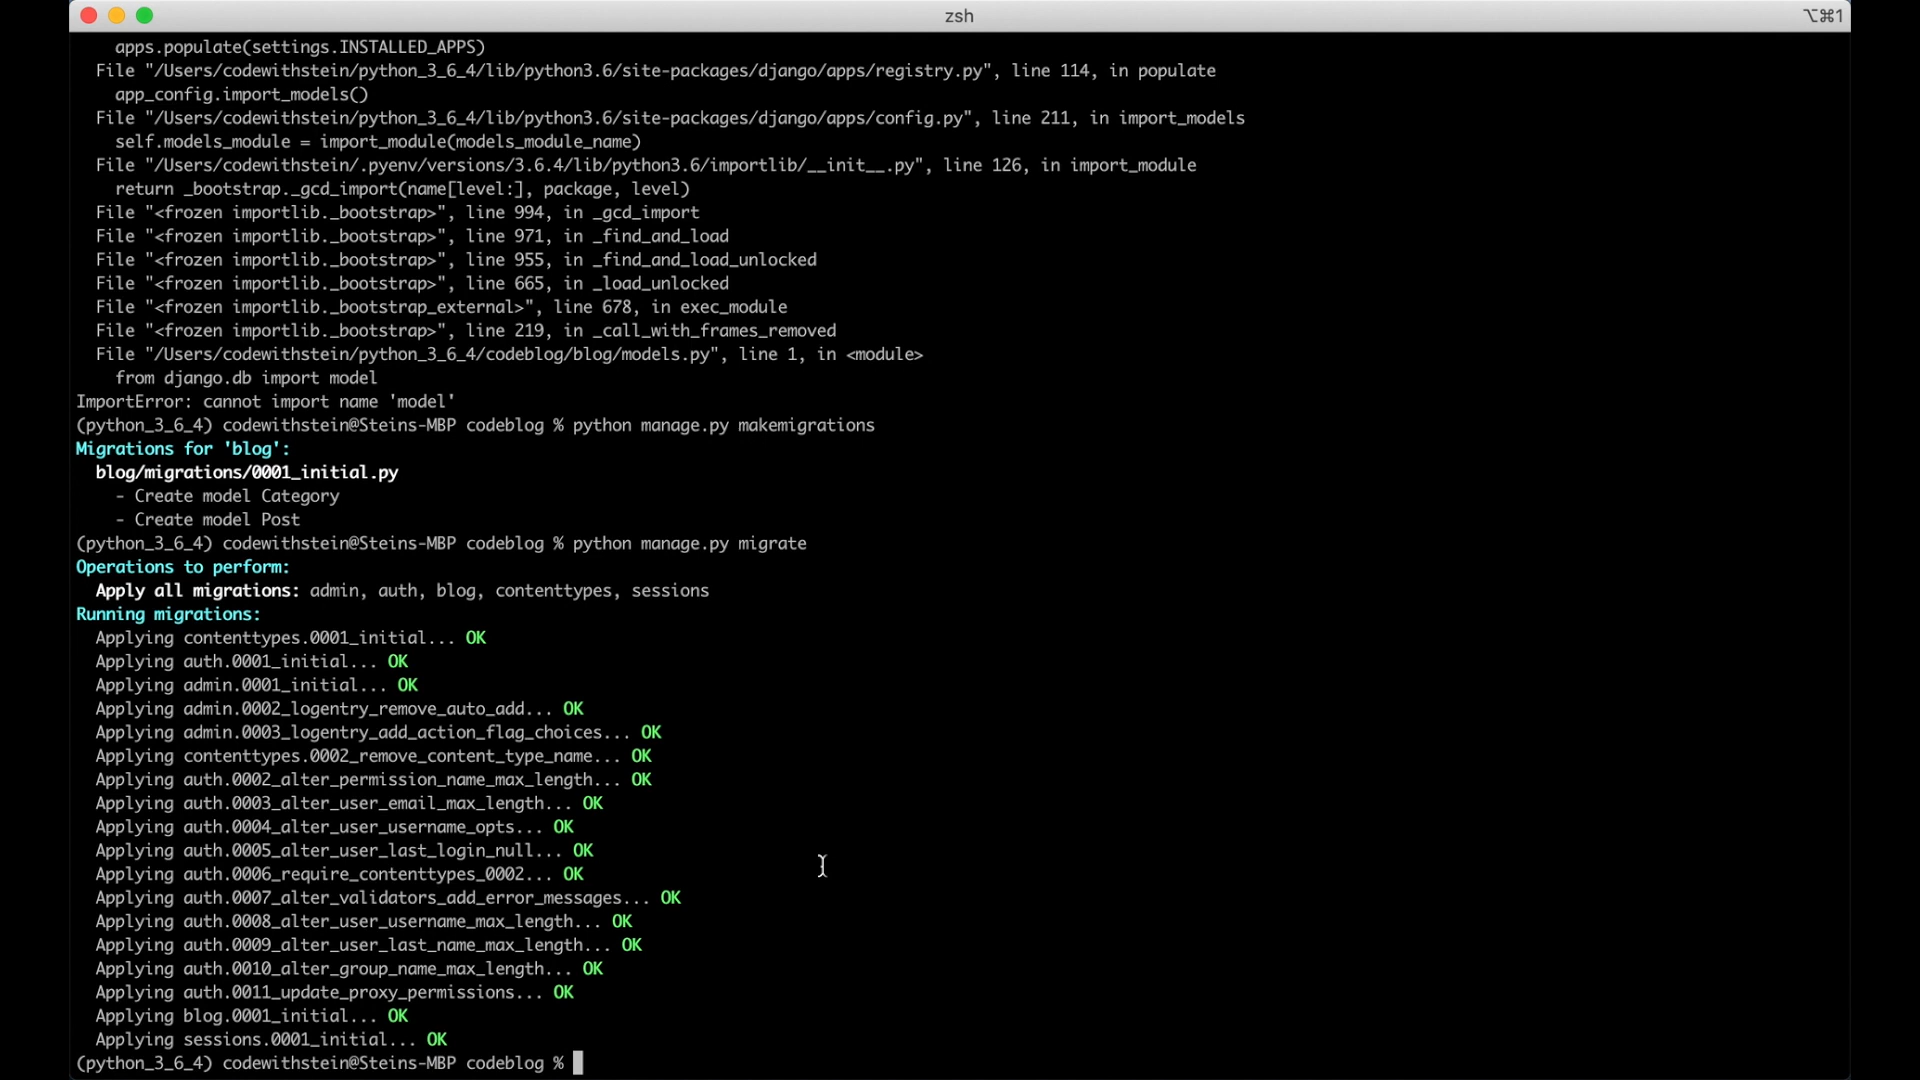 zsh
⌥⌘1
apps.populate(settings.INSTALLED_APPS)
File "/Users/codewithstein/python_3_6_4/lib/python3.6/site-packages/django/apps/registry.py", line 114, in populate
app_config.import_models()
File "/Users/codewithstein/python_3_6_4/lib/python3.6/site-packages/django/apps/config.py", line 211, in import_models
self.models_module = import_module(models_module_name)
File "/Users/codewithstein/.pyenv/versions/3.6.4/lib/python3.6/importlib/__init__.py", line 126, in import_module
return _bootstrap._gcd_import(name[level:], package, level)
File "<frozen importlib._bootstrap>", line 994, in _gcd_import
File "<frozen importlib._bootstrap>", line 971, in _find_and_load
File "<frozen importlib._bootstrap>", line 955, in _find_and_load_unlocked
File "<frozen importlib._bootstrap>", line 665, in _load_unlocked
File "<frozen importlib._bootstrap_external>", line 678, in exec_module
File "<frozen importlib._bootstrap>", line 219, in _call_with_frames_removed
File "/Users/codewithstein/python_3_6_4/codeblog/blog/models.py", line 1, in <module>
from django.db import model
ImportError: cannot import name 'model'
(python_3_6_4) codewithstein@Steins-MBP codeblog % python manage.py makemigrations
Migrations for 'blog':
blog/migrations/0001_initial.py
- Create model Category
- Create model Post
(python_3_6_4) codewithstein@Steins-MBP codeblog % python manage.py migrate
Operations to perform:
Apply all migrations: admin, auth, blog, contenttypes, sessions
Running migrations:
Applying contenttypes.0001_initial... OK
Applying auth.0001_initial... OK
Applying admin.0001_initial... OK
Applying admin.0002_logentry_remove_auto_add... OK
Applying admin.0003_logentry_add_action_flag_choices... OK
Applying contenttypes.0002_remove_content_type_name... OK
Applying auth.0002_alter_permission_name_max_length... OK
Applying auth.0003_alter_user_email_max_length... OK
Applying auth.0004_alter_user_username_opts... OK
Applying auth.0005_alter_user_last_login_null... OK
Applying auth.0006_require_contenttypes_0002... OK
Applying auth.0007_alter_validators_add_error_messages... OK
Applying auth.0008_alter_user_username_max_length... OK
Applying auth.0009_alter_user_last_name_max_length... OK
Applying auth.0010_alter_group_name_max_length... OK
Applying auth.0011_update_proxy_permissions... OK
Applying blog.0001_initial... OK
Applying sessions.0001_initial... OK
(python_3_6_4) codewithstein@Steins-MBP codeblog %